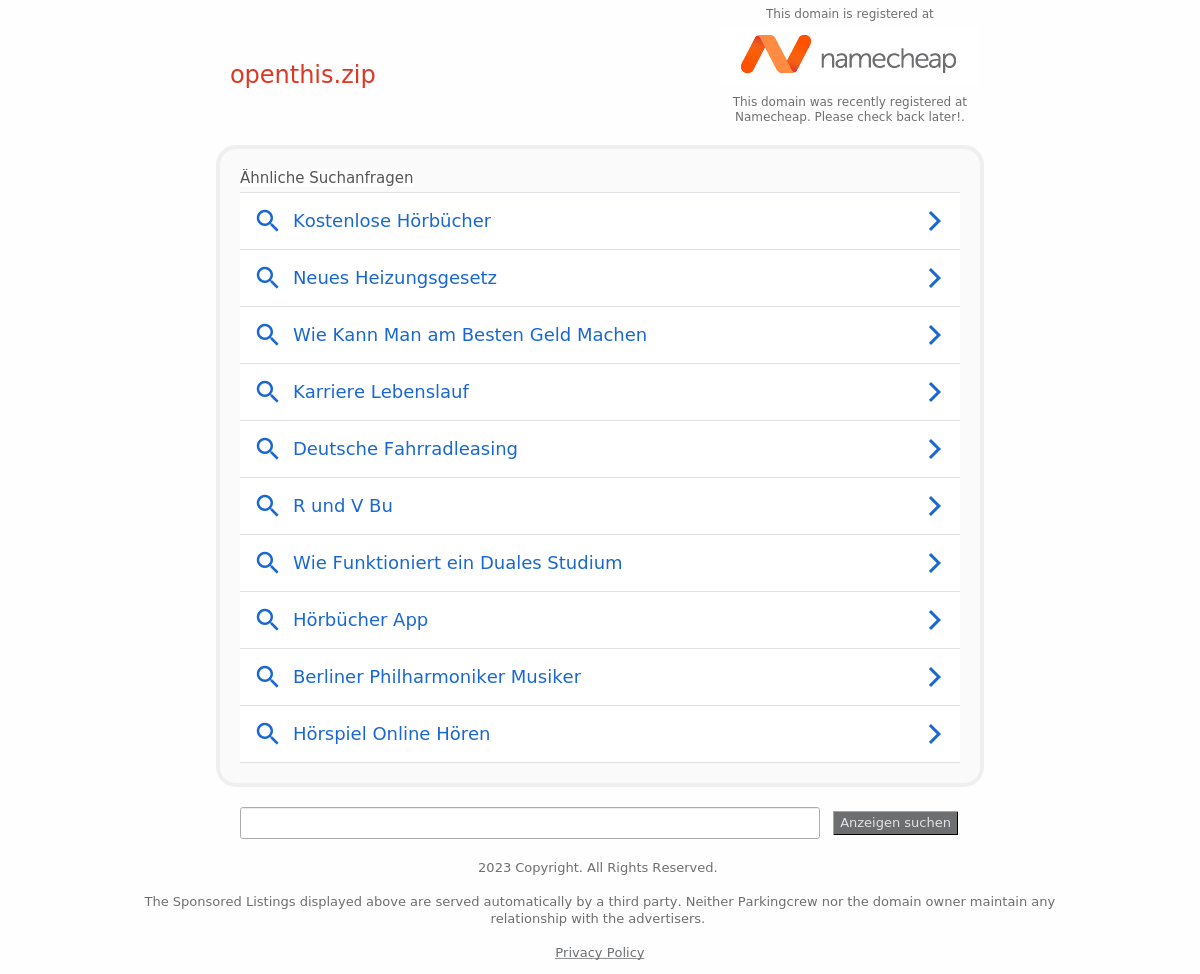 This domain is registered at
namecheap
openthis.zip
This domain was recently registered at
Namecheap. Please check back later!.
Ähnliche Suchanfragen
Kostenlose Hörbücher
Neues Heizungsgesetz
Wie Kann Man am Besten Geld Machen
Karriere Lebenslauf
Deutsche Fahrradleasing
R und V Bu
Wie Funktioniert ein Duales Studium
Hörbücher App
Berliner Philharmoniker Musiker
Hörspiel Online Hören
Anzeigen suchen
2023 Copyright. All Rights Reserved.
The Sponsored Listings displayed above are served automatically by a third party. Neither Parkingcrew nor the domain owner maintain any
relationship with the advertisers.
Privacy Policy